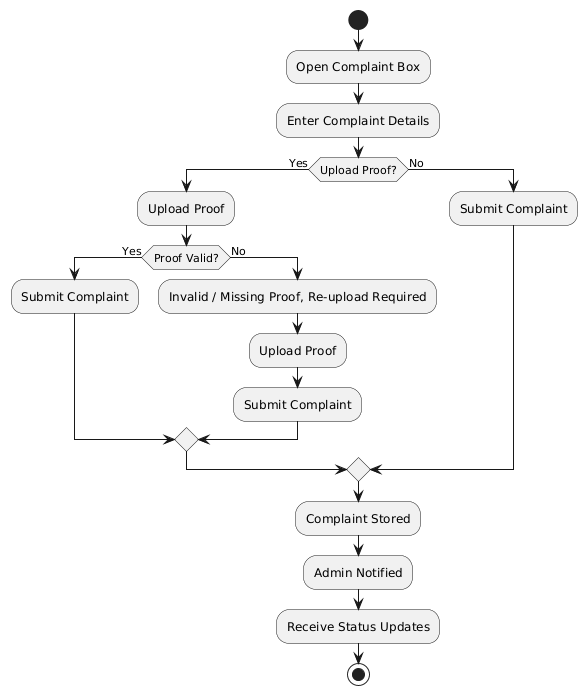 Open Complaint Box
Enter Complaint Details
Yes
Upload Proof?
No
Upload Proof
Submit Complaint
Yes
Proof Valid?
No
Submit Complaint
Invalid / Missing Proof, Re-upload Required
Upload Proof
Submit Complaint
Complaint Stored
Admin Notified
Receive Status Updates